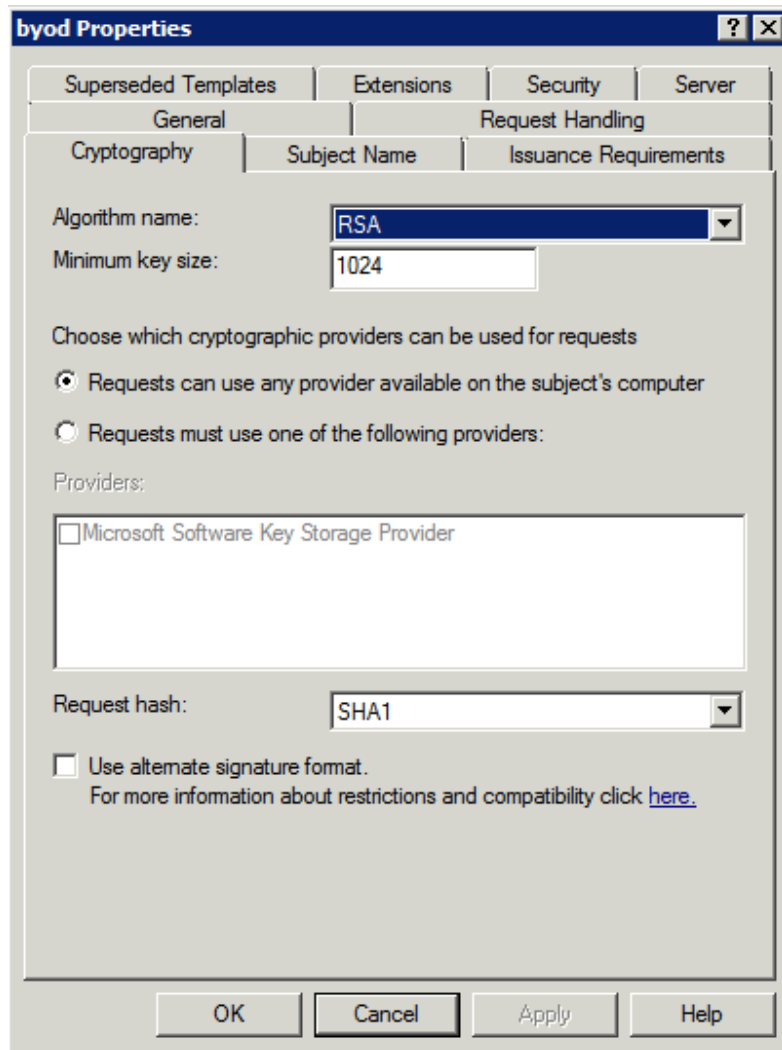 byod Properties
Superseded Templates Extensions Security Server
General Request Handling
Cryptography Subject Name Issuance Requirements
Algorithm name: RSA
Minimum key size: 1024
Choose which cryptographic providers can be used for requests
Requests can use any provider available on the subject's computer
Requests must use one of the following providers:
Providers:
Microsoft Software Key Storage Provider
Request hash: SHA1
Use alternate signature format.
For more information about restrictions and compatibility click here.
OK Cancel Apply Help